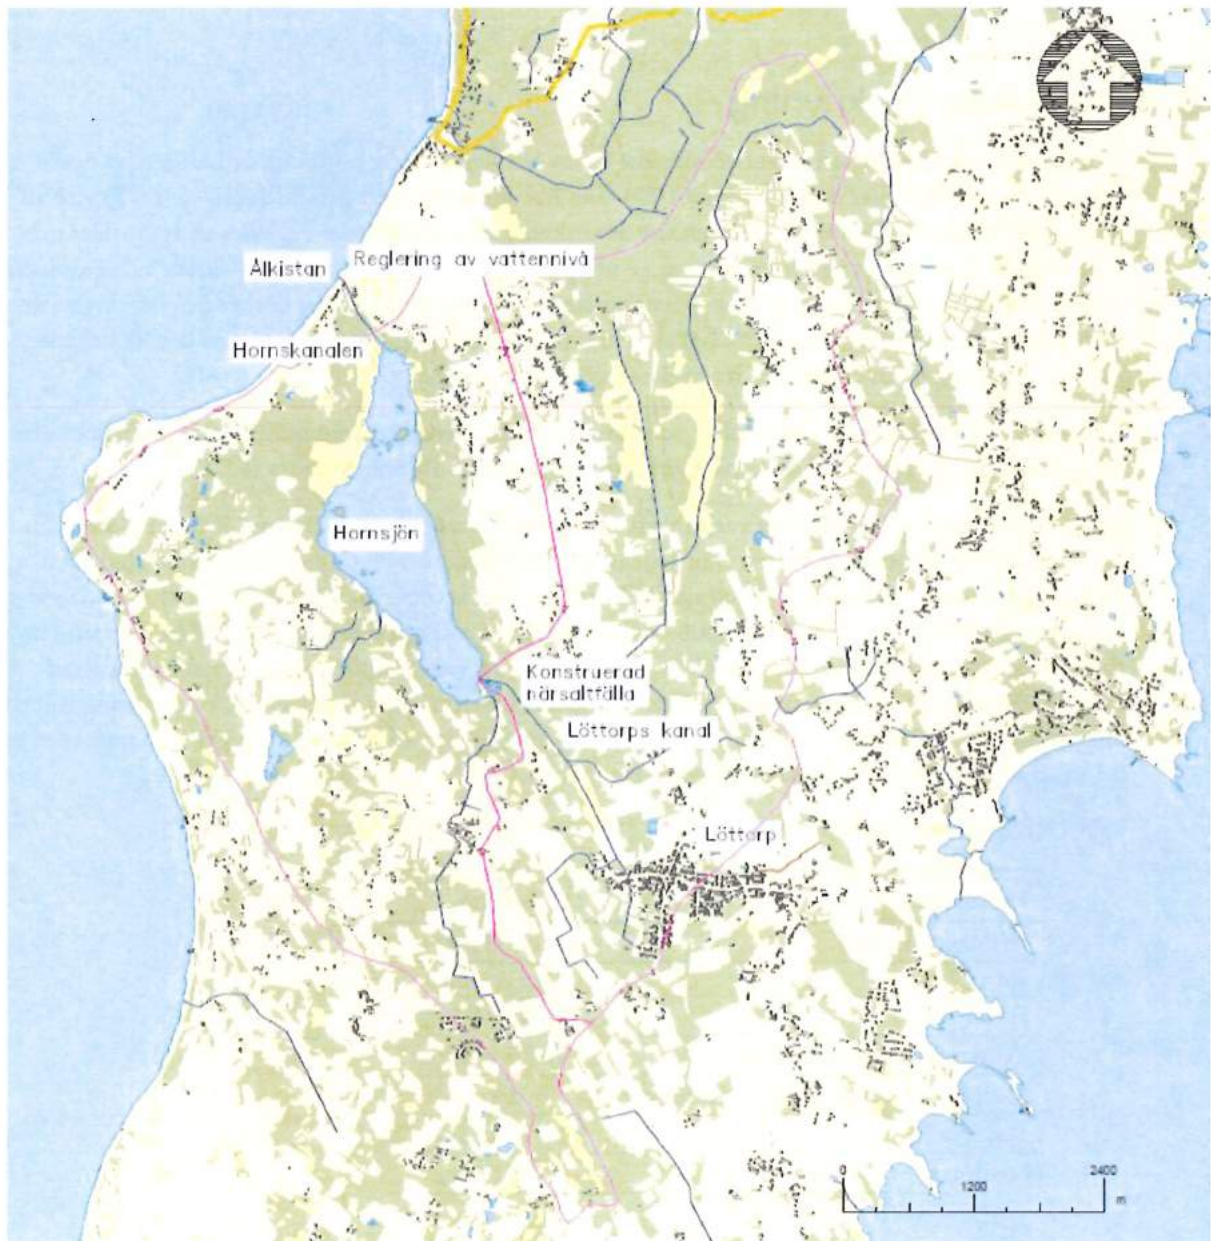 Ålkistan
Reglering av vattennivå
Hornskanalen
Hornsjön
Konstruerad
närsaltfälla
Löttorps kanal
Löttorp
0
2400
1200
m